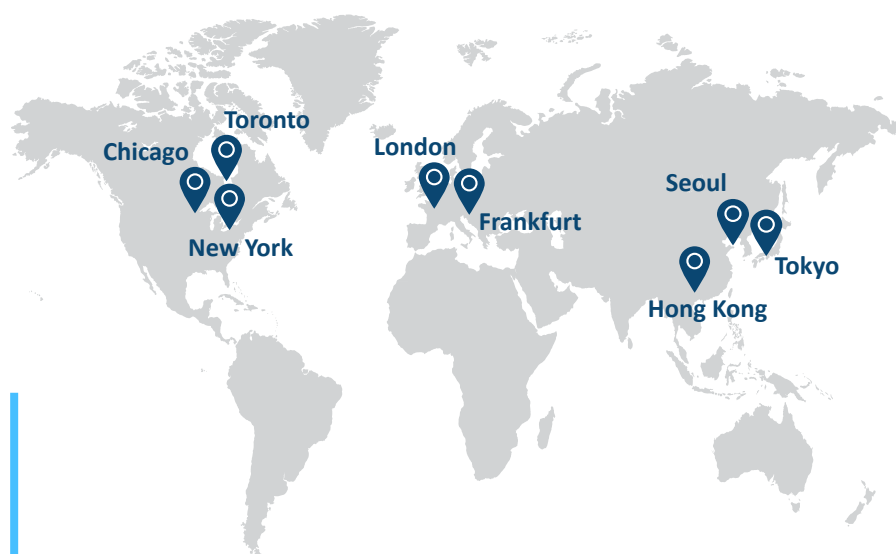 Toronto
Chicago
London
Seoul
Frankfurt
New York
Tokyo
Hong Kong